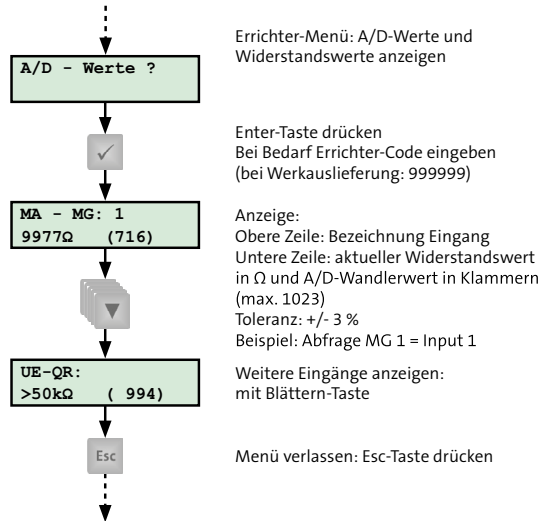 Errichter-Menü: A/D-Werte und
Widerstandswerte anzeigen
A/D - Werte ?
Enter-Taste drücken
Bei Bedarf Errichter-Code eingeben
(bei Werkauslieferung: 999999)
MA - MG: 1
9977Ω (716)
Anzeige:
Obere Zeile: Bezeichnung Eingang
Untere Zeile: aktueller Widerstandswert
in Ω und A/D-Wandlerwert in Klammern
(max. 1023)
Toleranz: +/- 3 %
Beispiel: Abfrage MG 1 = Input 1
UE-QR:
>50kΩ ( 994)
Weitere Eingänge anzeigen:
mit Blättern-Taste
Esc
Menü verlassen: Esc-Taste drücken